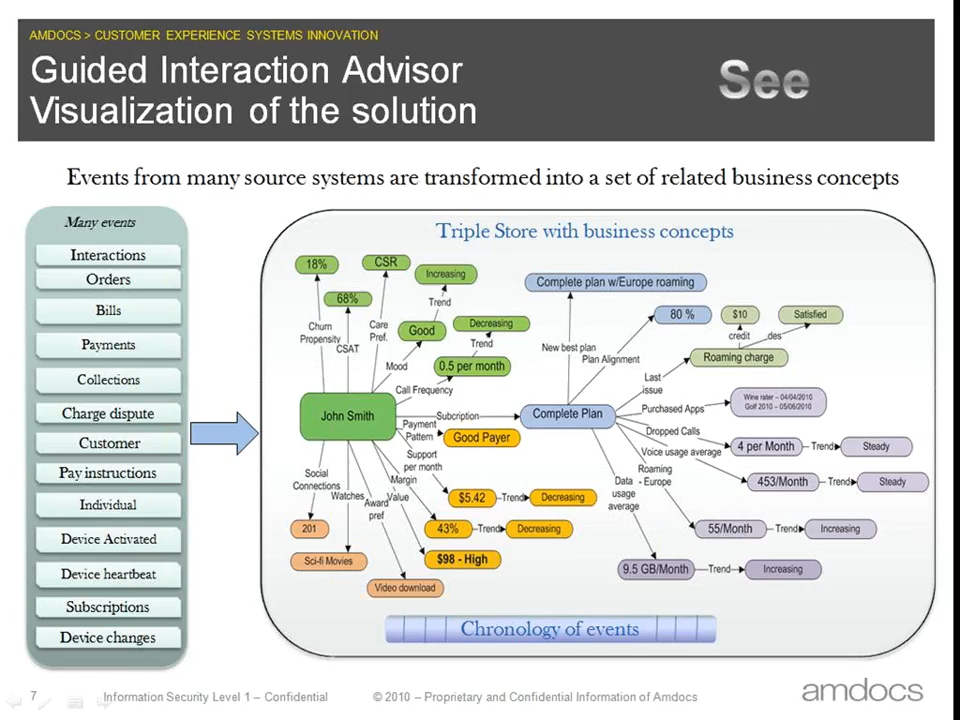 AMDOCS > CUSTOMER EXPERIENCE SYSTEMS INNOVATION
Guided Interaction Advisor
Visualization of the solution
See
Events from many source systems are transformed into a set of related business concepts
Many events
Interactions
Orders
Bills
Payments
Collections
Charge dispute
Customer
Pay instructions
Individual
Device Activated
Device heartbeat
Subscriptions
Device changes
Triple Store with business concepts
18%
CSR
Increasing
68%
Trend
Churn
Propensity
CSAT
Care
Pref.
Good
Decreasing
Trend
Mood
0.5 per month
Call Frequency
John Smith
Subcription
Payment
Pattern
Good Payer
Support
per month
Margin
Value
Social
Connections
Watches
Award
pref
$5.42
Trend
Decreasing
201
43%
Trend
Decreasing
Sci-fi Movies
$98 - High
Video download
Complete plan w/Europe roaming
80 %
$10
Satisfied
credit
des
New best plan
Plan Alignment
Roaming charge
Last
issue
Complete Plan
Purchased Apps
Wine rater – 04/04/2010
Golf 2010 – 05/06/2010
Dropped Calls
4 per Month
Trend
Steady
Voice usage average
453/Month
Trend
Steady
Roaming
- Europe
Data
usage
average
55/Month
Trend
Increasing
9.5 GB/Month
Trend
Increasing
Chronology of events
7
Information Security Level 1 – Confidential
© 2010 – Proprietary and Confidential Information of Amdocs
amdocs